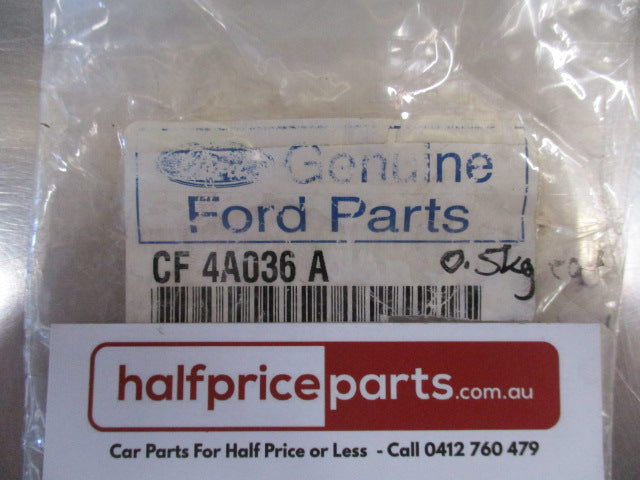 Genuine
Ford Parts
CF 4A036 A
0.5kg
halfpriceparts.com.au
Car Parts For Half Price or Less - Call 0412 760 479